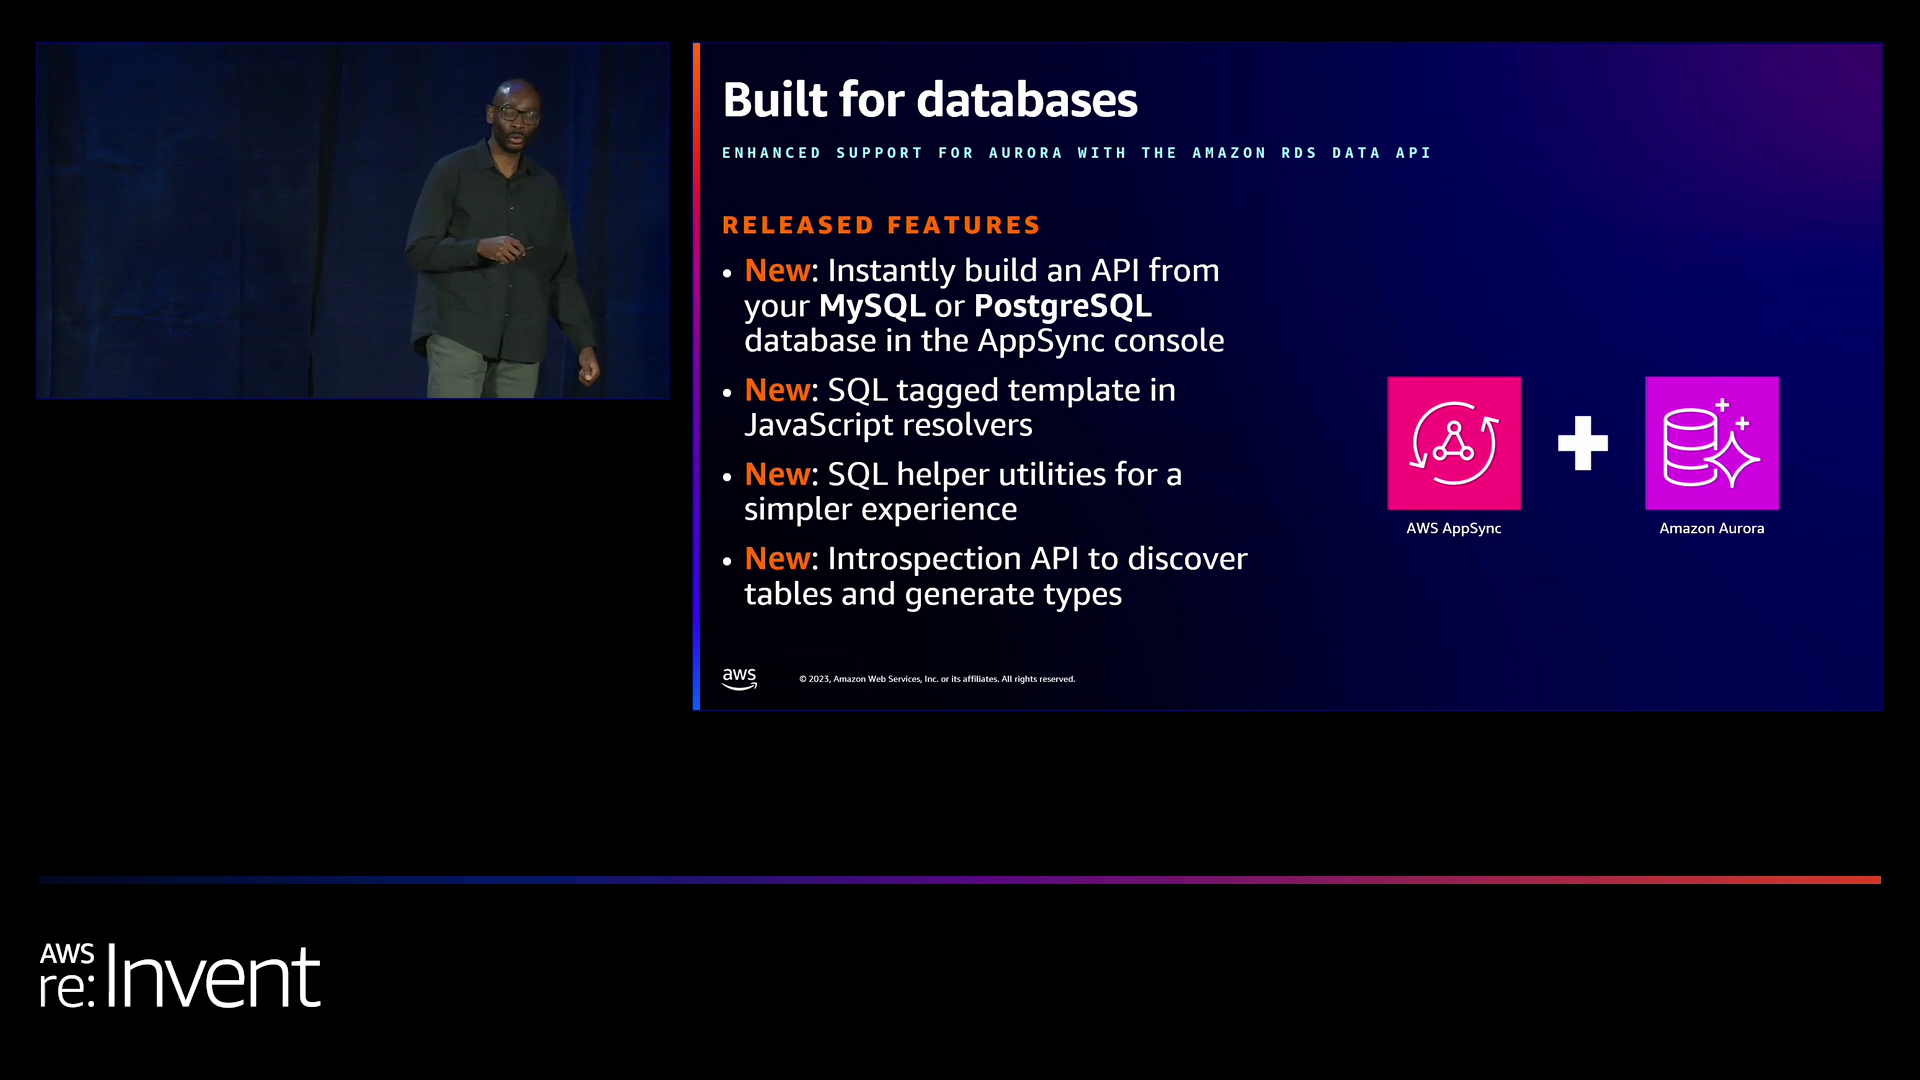 Built for databases
ENHANCED SUPPORT FOR AURORA WITH THE AMAZON RDS DATA API
RELEASED FEATURES
• New: Instantly build an API from
your MySQL or PostgreSQL
database in the AppSync console
• New: SQL tagged template in
JavaScript resolvers
• New: SQL helper utilities for a
simpler experience
• New: Introspection API to discover
tables and generate types
AWS AppSync
Amazon Aurora
aws
© 2023, Amazon Web Services, Inc. or its affiliates. All rights reserved.
AWS
re:Invent